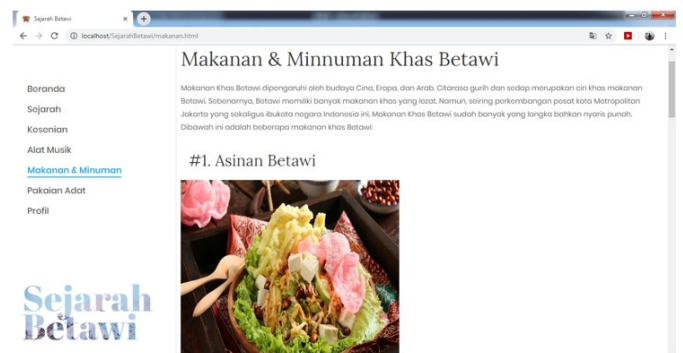 Sejarah Betawi
localhost/SejarahBetawi/makanan.html
Makanan & Minnuman Khas Betawi
Beranda
Sejarah
Kesenian
Alat Musik
Makanan & Minuman
Pakaian Adat
Profil
Sejarah
Betawi
Makanan Khas Betawi dipengaruhi oleh budaya Cina, Eropa, dan Arab. Citarasa gurih dan sedap merupakan ciri khas makanan
Betawi. Sebenarnya, Betawi memiliki banyak makanan khas yang lezat. Namun, seiring perkembangan pesat kota Metropolitan
Jakarta yang sekaligus ibukota negara Indonesia ini, Makanan Khas Betawi sudah banyak yang langka bahkan nyaris punah.
Dibawah ini adalah beberapa makanan khas Betawi:
#1. Asinan Betawi